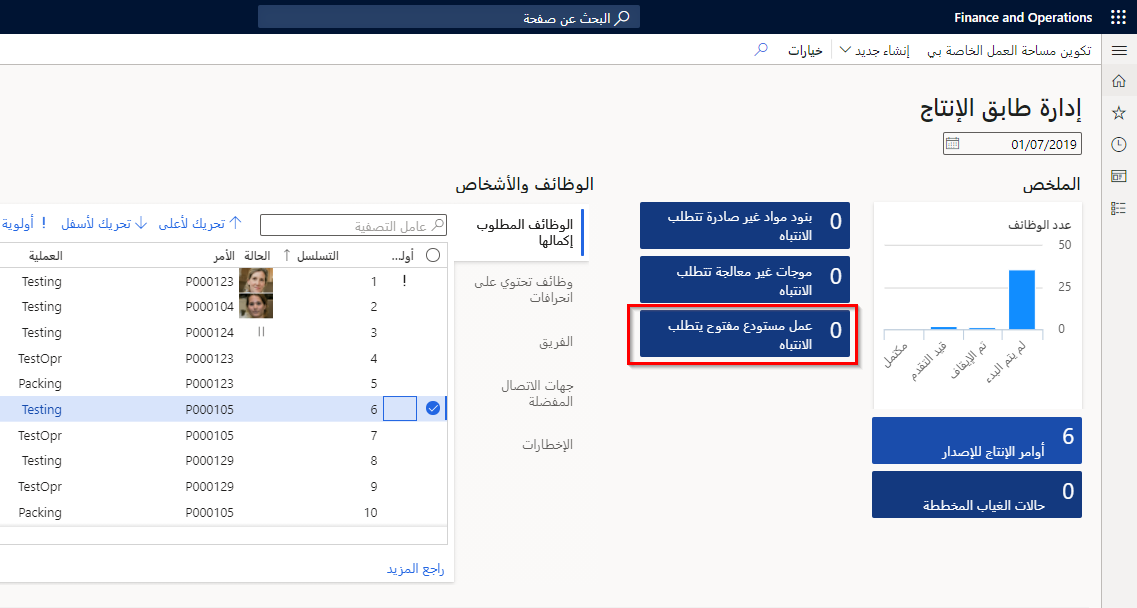 Finance and Operations
البحث عن صفحة
تكوين مساحة العمل الخاصة بي
إنشاء جديد
خيارات
إدارة طابق الإنتاج
01/07/2019
الملخص
عدد الوظائف
50
25
0
لم يتم البدء
تم الإيقاف
قيد التقدم
مكتمل
6
أوامر الإنتاج للإصدار
0
حالات الغياب المخططة
0
بنود مواد غير صادرة تتطلب
الانتباه
0
موجات غير معالجة تتطلب
الانتباه
0
عمل مستودع مفتوح يتطلب
الانتباه
الوظائف والأشخاص
الوظائف المطلوب
إكمالها
وظائف تحتوي على
انحرافات
الفريق
جهات الاتصال
المفضلة
الإخطارات
عامل التصفية
تحريك لأعلى
تحريك لأسفل
! أولوية
أول... التسلسل الحالة الأمر العملية
! 1 P000123 Testing
2 P000104 Testing
3 P000124 Testing
4 P000123 TestOpr
5 P000123 Packing
6 P000105 Testing
7 P000105 TestOpr
8 P000129 Testing
9 P000129 TestOpr
10 P000105 Packing
راجع المزيد